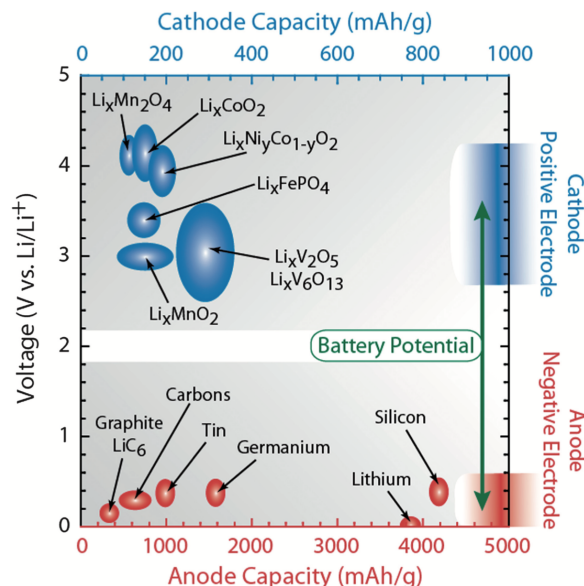 Cathode Capacity (mAh/g)
0 200 400 600 800 1000
5
4
3
2
1
0
Voltage (V vs. Li/Li⁺)
LiₓMn₂O₄
LiₓCoO₂
LiₓNiᵧCo₁₋ᵧO₂
LiₓFePO₄
LiₓV₂O₅
LiₓV₆O₁₃
LiₓMnO₂
Cathode
Positive Electrode
Battery Potential
Anode
Negative Electrode
Carbons
Graphite
LiC₆
Tin
Germanium
Silicon
Lithium
0 1000 2000 3000 4000 5000
Anode Capacity (mAh/g)